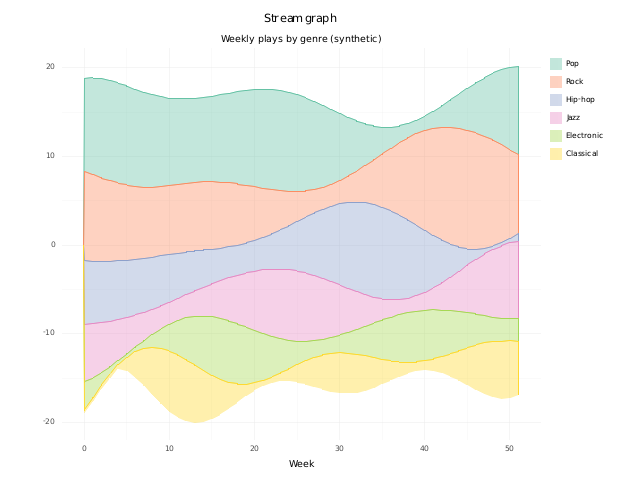 Streamgraph
Weekly plays by genre (synthetic)
20
10
0
-10
-20
0 10 20 30 40 50
Week
Pop
Rock
Hip-hop
Jazz
Electronic
Classical